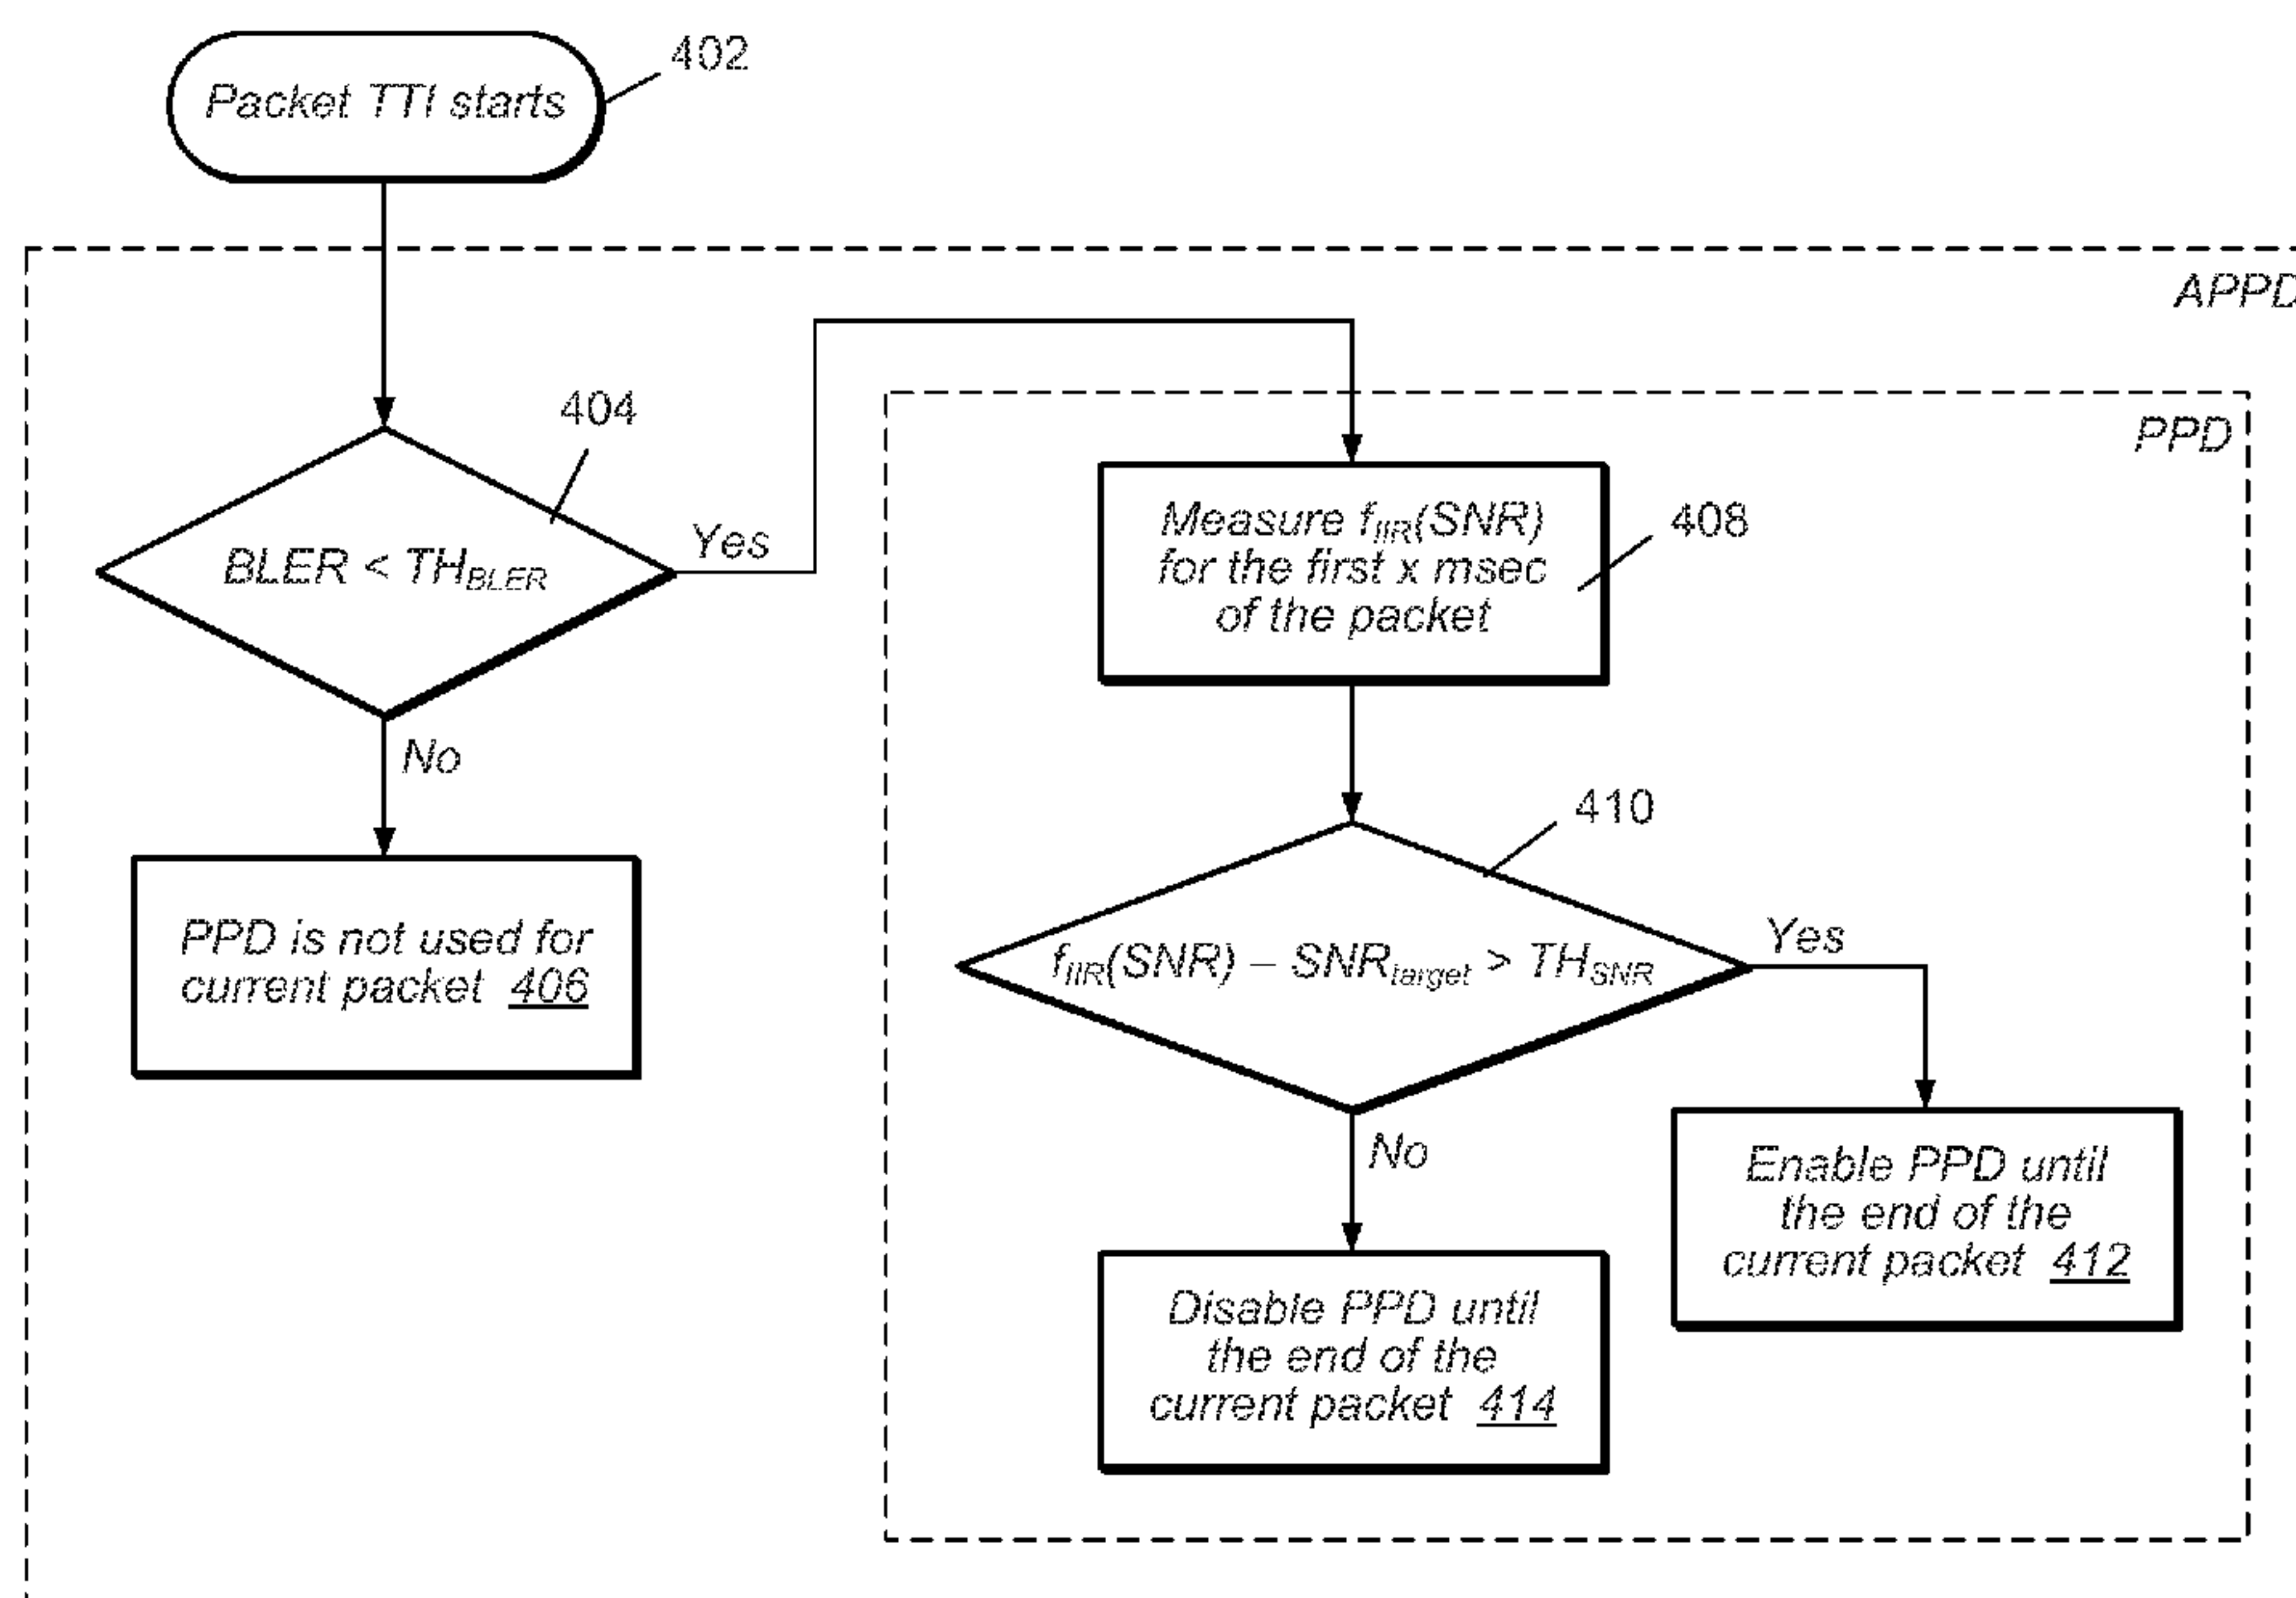 Packet TTI starts
402
APPD
PPD
404
BLER < TH_BLER
Yes
No
PPD is not used for
current packet 406
Measure f_IIR(SNR)
for the first x msec
of the packet
408
410
f_IIR(SNR) – SNR_target > TH_SNR
Yes
No
Enable PPD until
the end of the
current packet 412
Disable PPD until
the end of the
current packet 414